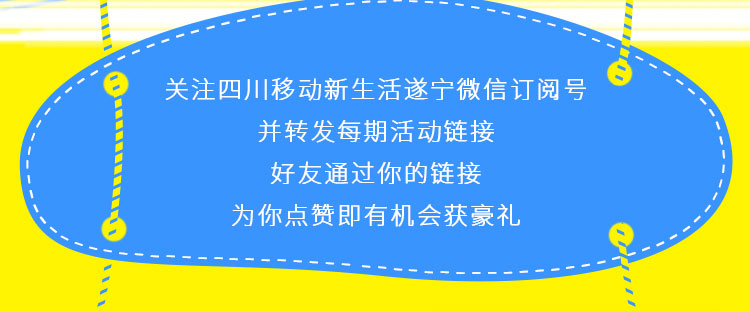 关注四川移动新生活遂宁微信订阅号
并转发每期活动链接
好友通过你的链接
为你点赞即有机会获豪礼